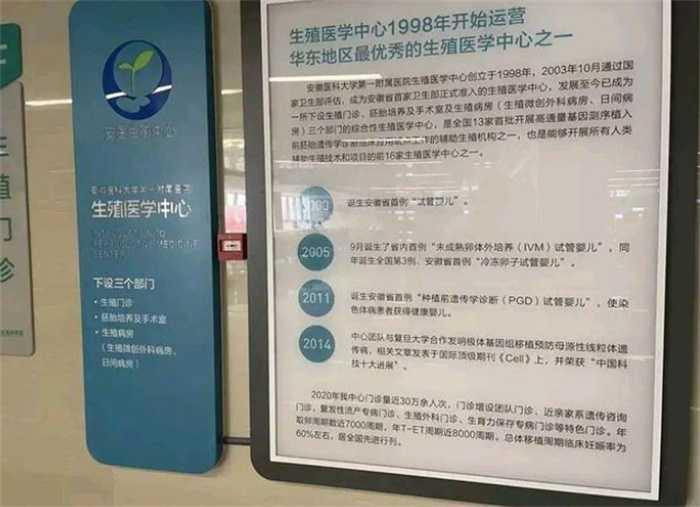 三
植
门
诊
安医生殖中心
安徽医科大学第一附属医院
生殖医学中心
REPRODUCTIVE MEDICINE
CENTER
下设三个部门
· 生殖门诊
· 胚胎培养及手术室
· 生殖病房
（生殖微创外科病房、
日间病房）
生殖医学中心1998年开始运营
华东地区最优秀的生殖医学中心之一
安徽医科大学第一附属医院生殖医学中心创立于1998年，2003年10月通过国
家卫生部评估，成为安徽省首家卫生部正式准入的生殖医学中心，发展至今已成为
一所下设生殖门诊、胚胎培养及手术室及生殖病房（生殖微创外科病房、日间病
房）三个部门的综合性生殖医学中心，是全国13家首批开展高通量基因测序植入
前胚胎遗传学诊断临床应用试点工作的辅助生殖机构之一，也是能够开展所有人类
辅助生殖技术和项目的前16家生殖医学中心之一。
诞生安徽省首例“试管婴儿”。
2005
9月诞生了省内首例“未成熟卵体外培养（IVM）试管婴儿”，同
年诞生全国第3例、安徽省首例“冷冻卵子试管婴儿”。
2011
诞生安徽省首例“种植前遗传学诊断（PGD）试管婴儿”，使染
色体病患者获得健康婴儿。
2014
中心团队与复旦大学合作发明极体基因组移植预防母源性线粒体
遗传病，相关文章发表于国际顶级期刊《Cell》上，并荣获“中国科
技十大进展”。
2020年我中心门诊量近30万余人次，门诊增设团队门诊、近亲家系遗传咨询
门诊、复发性流产专病门诊、生殖外科门诊、生育力保存专病门诊等特色门诊。年
取卵周期数近7000周期，年T-ET周期近8000周期，总体移植周期临床妊娠率为
60%左右，居全国先进行列。